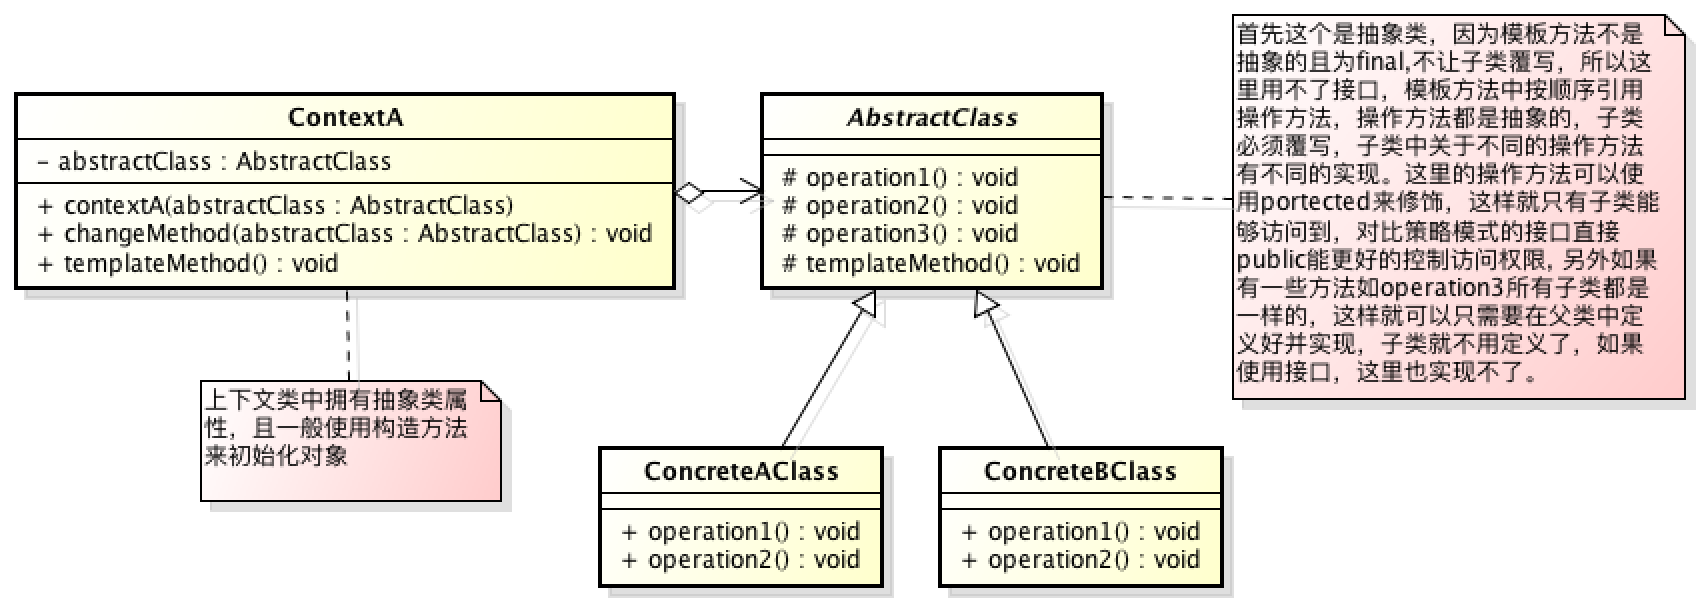 ContextA
- abstractClass : AbstractClass
+ contextA(abstractClass : AbstractClass)
+ changeMethod(abstractClass : AbstractClass) : void
+ templateMethod() : void
AbstractClass
# operation1() : void
# operation2() : void
# operation3() : void
# templateMethod() : void
首先这个是抽象类，因为模板方法不是
抽象的且为final,不让子类覆写，所以这
里用不了接口，模板方法中按顺序引用
操作方法，操作方法都是抽象的，子类
必须覆写，子类中关于不同的操作方法
有不同的实现。这里的操作方法可以使
用portected来修饰，这样就只有子类能
够访问到，对比策略模式的接口直接
public能更好的控制访问权限, 另外如果
有一些方法如operation3所有子类都是
一样的，这样就可以只需要在父类中定
义好并实现，子类就不用定义了，如果
使用接口，这里也实现不了。
上下文类中拥有抽象类属
性，且一般使用构造方法
来初始化对象
ConcreteAClass
+ operation1() : void
+ operation2() : void
ConcreteBClass
+ operation1() : void
+ operation2() : void